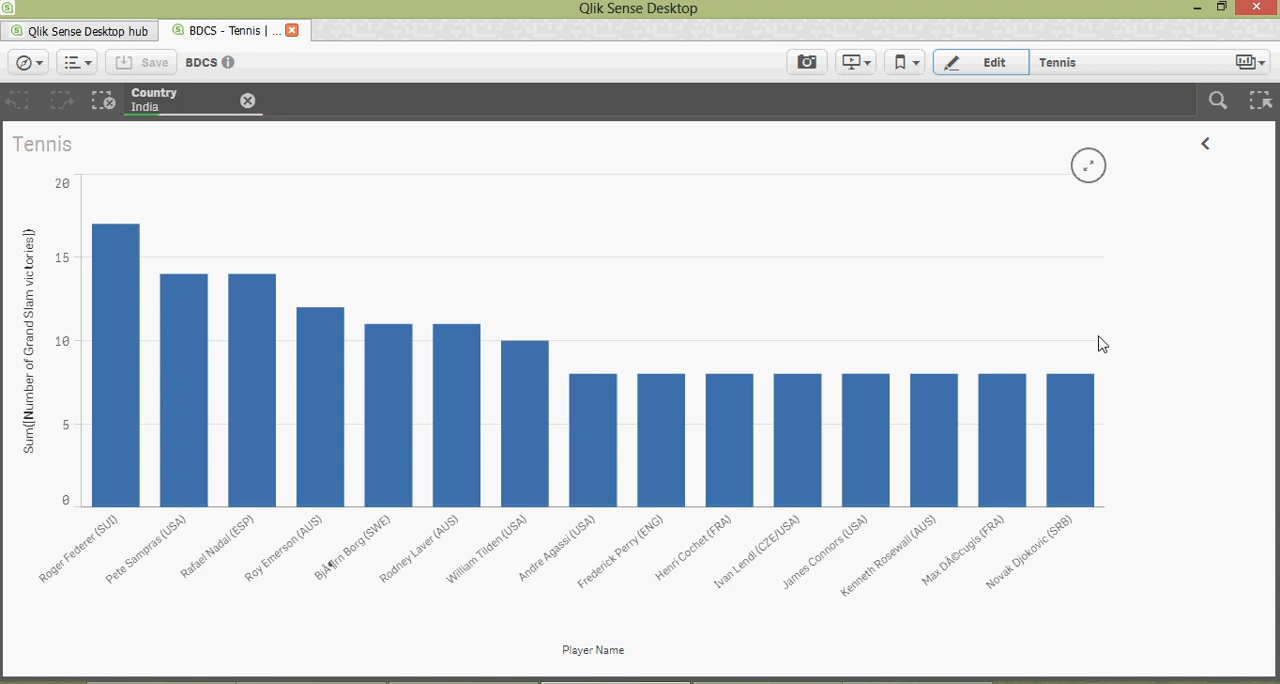 Qlik Sense Desktop
Qlik Sense Desktop hub
BDCS - Tennis | ...
Save
BDCS
Edit
Tennis
Country
India
Tennis
20
15
10
5
0
Sum([Number of Grand Slam victories])
Roger Federer (SUI)
Pete Sampras (USA)
Rafael Nadal (ESP)
Roy Emerson (AUS)
BjÃ¶rn Borg (SWE)
Rodney Laver (AUS)
William Tilden (USA)
Andre Agassi (USA)
Frederick Perry (ENG)
Henri Cochet (FRA)
Ivan Lendl (CZE/USA)
James Connors (USA)
Kenneth Rosewall (AUS)
Max DÃ©cugis (FRA)
Novak Djokovic (SRB)
Player Name